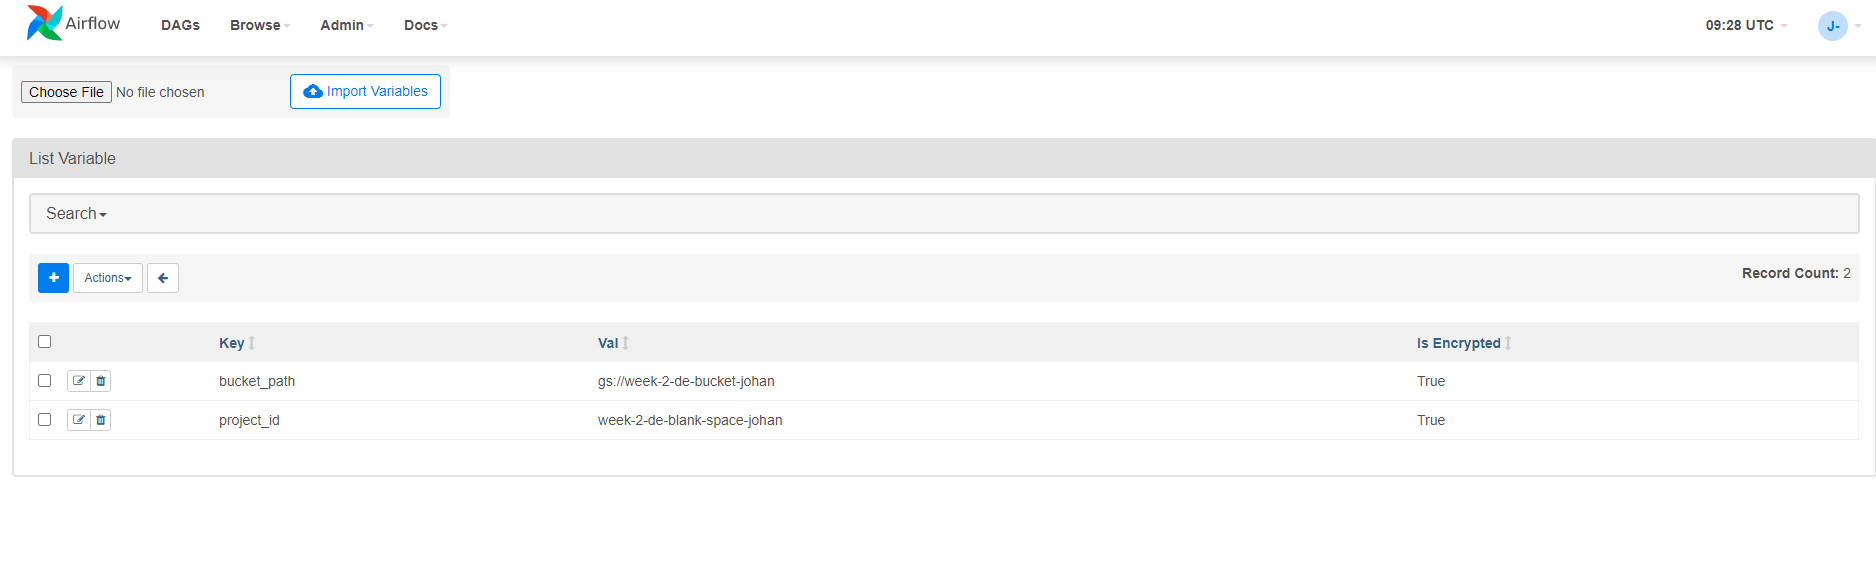 Airflow DAGs Browse Admin Docs 09:28 UTC J-
Choose File No file chosen Import Variables
List Variable
Search
+ Actions Record Count: 2
Key Val Is Encrypted
bucket_path gs://week-2-de-bucket-johan True
project_id week-2-de-blank-space-johan True